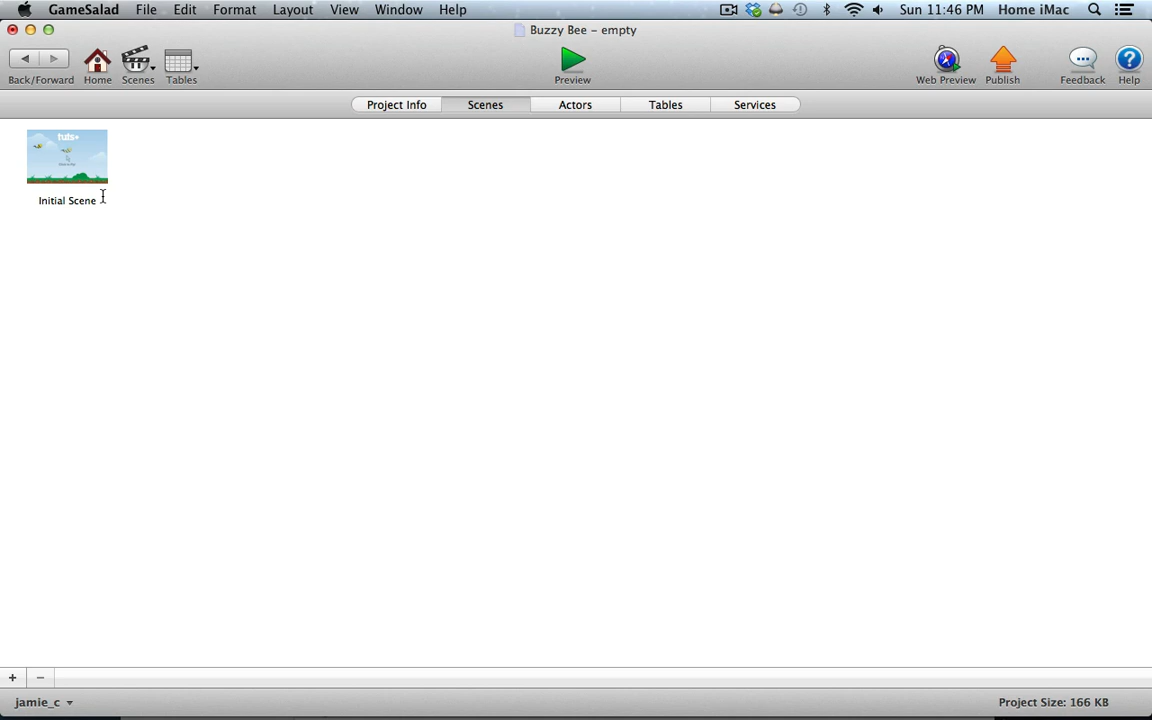 GameSalad File Edit Format Layout View Window Help Sun 11:46 PM Home iMac
Buzzy Bee – empty
Back/Forward Home Scenes Tables Preview Web Preview Publish Feedback Help
Project Info Scenes Actors Tables Services
tuts+
Initial Scene
+ −
jamie_c Project Size: 166 KB